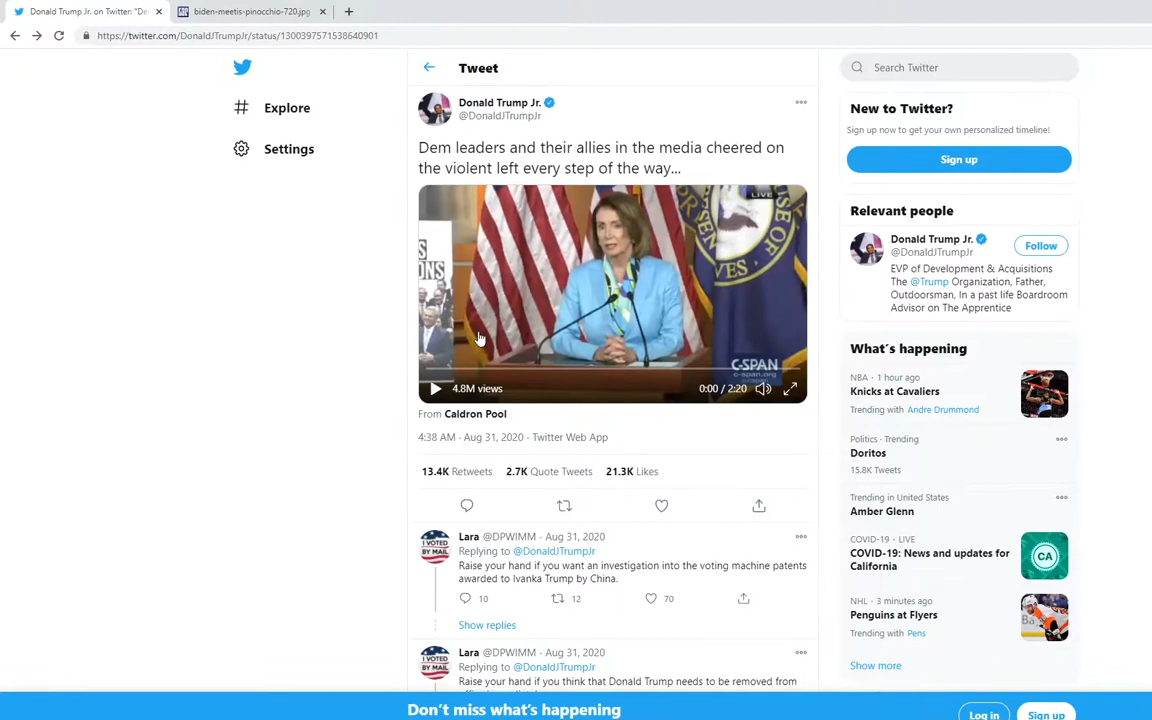 Donald Trump Jr. on Twitter: "De
biden-meetis-pinocchio-720.jpg
https://twitter.com/DonaldJTrumpJr/status/1300397571538640901
Explore
Settings
Tweet
Donald Trump Jr.
@DonaldJTrumpJr
Dem leaders and their allies in the media cheered on
the violent left every step of the way...
LIVE
C-SPAN
c-span.org
4.8M views
0:00 / 2:20
From Caldron Pool
4:38 AM · Aug 31, 2020 · Twitter Web App
13.4K Retweets 2.7K Quote Tweets 21.3K Likes
Lara @DPWIMM · Aug 31, 2020
Replying to @DonaldJTrumpJr
Raise your hand if you want an investigation into the voting machine patents
awarded to Ivanka Trump by China.
10 12 70
Show replies
Lara @DPWIMM · Aug 31, 2020
Replying to @DonaldJTrumpJr
Raise your hand if you think that Donald Trump needs to be removed from
I VOTED
BY MAIL
I VOTED
BY MAIL
Search Twitter
New to Twitter?
Sign up now to get your own personalized timeline!
Sign up
Relevant people
Donald Trump Jr.
@DonaldJTrumpJr
Follow
EVP of Development & Acquisitions
The @Trump Organization, Father,
Outdoorsman, In a past life Boardroom
Advisor on The Apprentice
What's happening
NBA · 1 hour ago
Knicks at Cavaliers
Trending with Andre Drummond
Politics · Trending
Doritos
15.8K Tweets
Trending in United States
Amber Glenn
COVID-19 · LIVE
COVID-19: News and updates for
California
CA
NHL · 3 minutes ago
Penguins at Flyers
Trending with Pens
Show more
Don't miss what's happening
Log in
Sign up